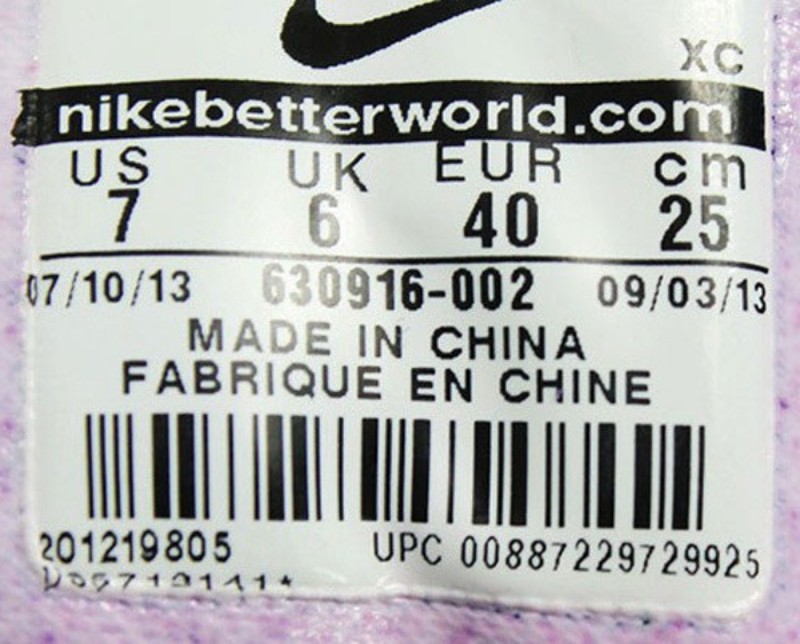 XC
nikebetterworld.com
US UK EUR cm
7 6 40 25
07/10/13 630916-002 09/03/13
MADE IN CHINA
FABRIQUE EN CHINE
201219805 UPC 00887229729925